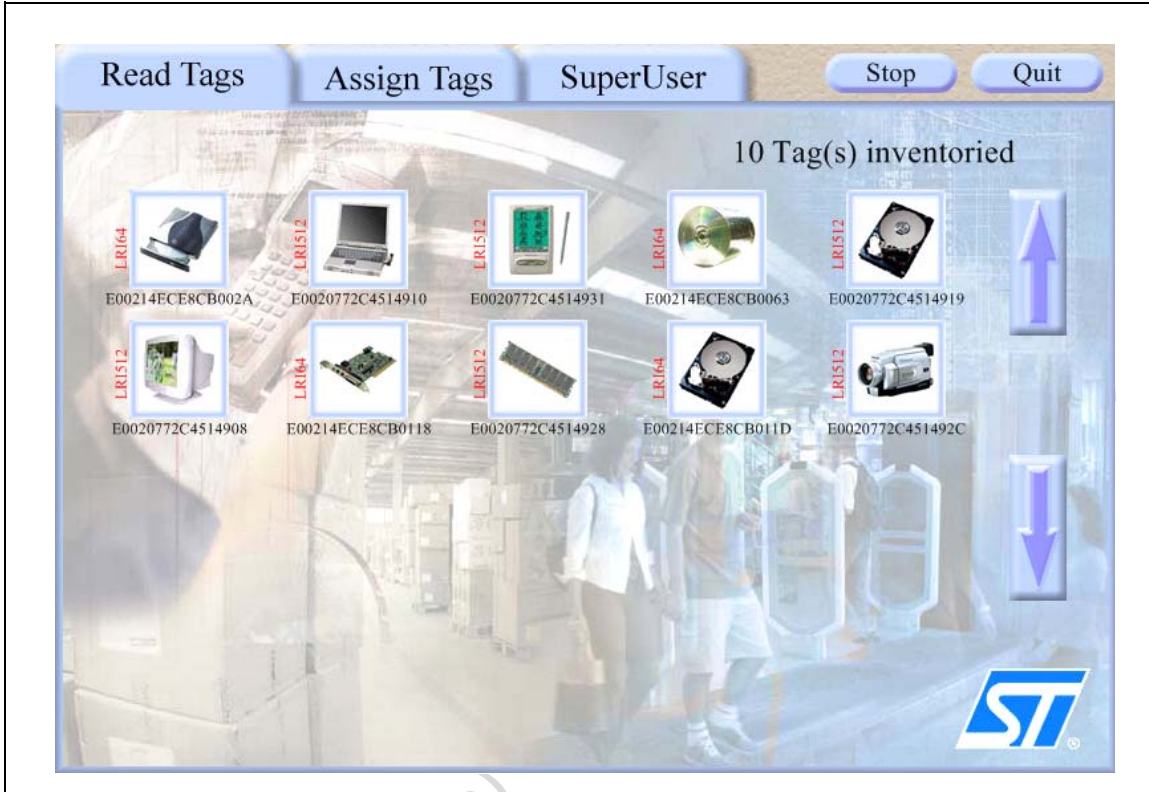 Read Tags Assign Tags SuperUser Stop Quit
10 Tag(s) inventoried
LRI64 LRI512 LRI512 LRI64 LRI512
E00214ECE8CB002A E0020772C4514910 E0020772C4514931 E00214ECE8CB0063 E0020772C4514919
LRI512 LRI64 LRI512 LRI64 LRI512
E0020772C4514908 E00214ECE8CB0118 E0020772C4514928 E00214ECE8CB011D E0020772C451492C
ST ®